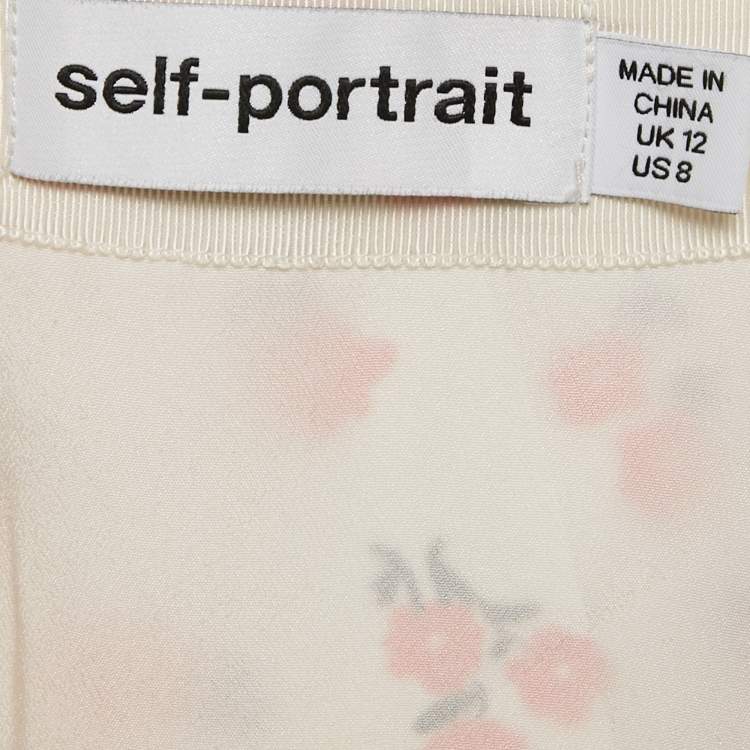 self-portrait
MADE IN
CHINA
UK 12
US 8